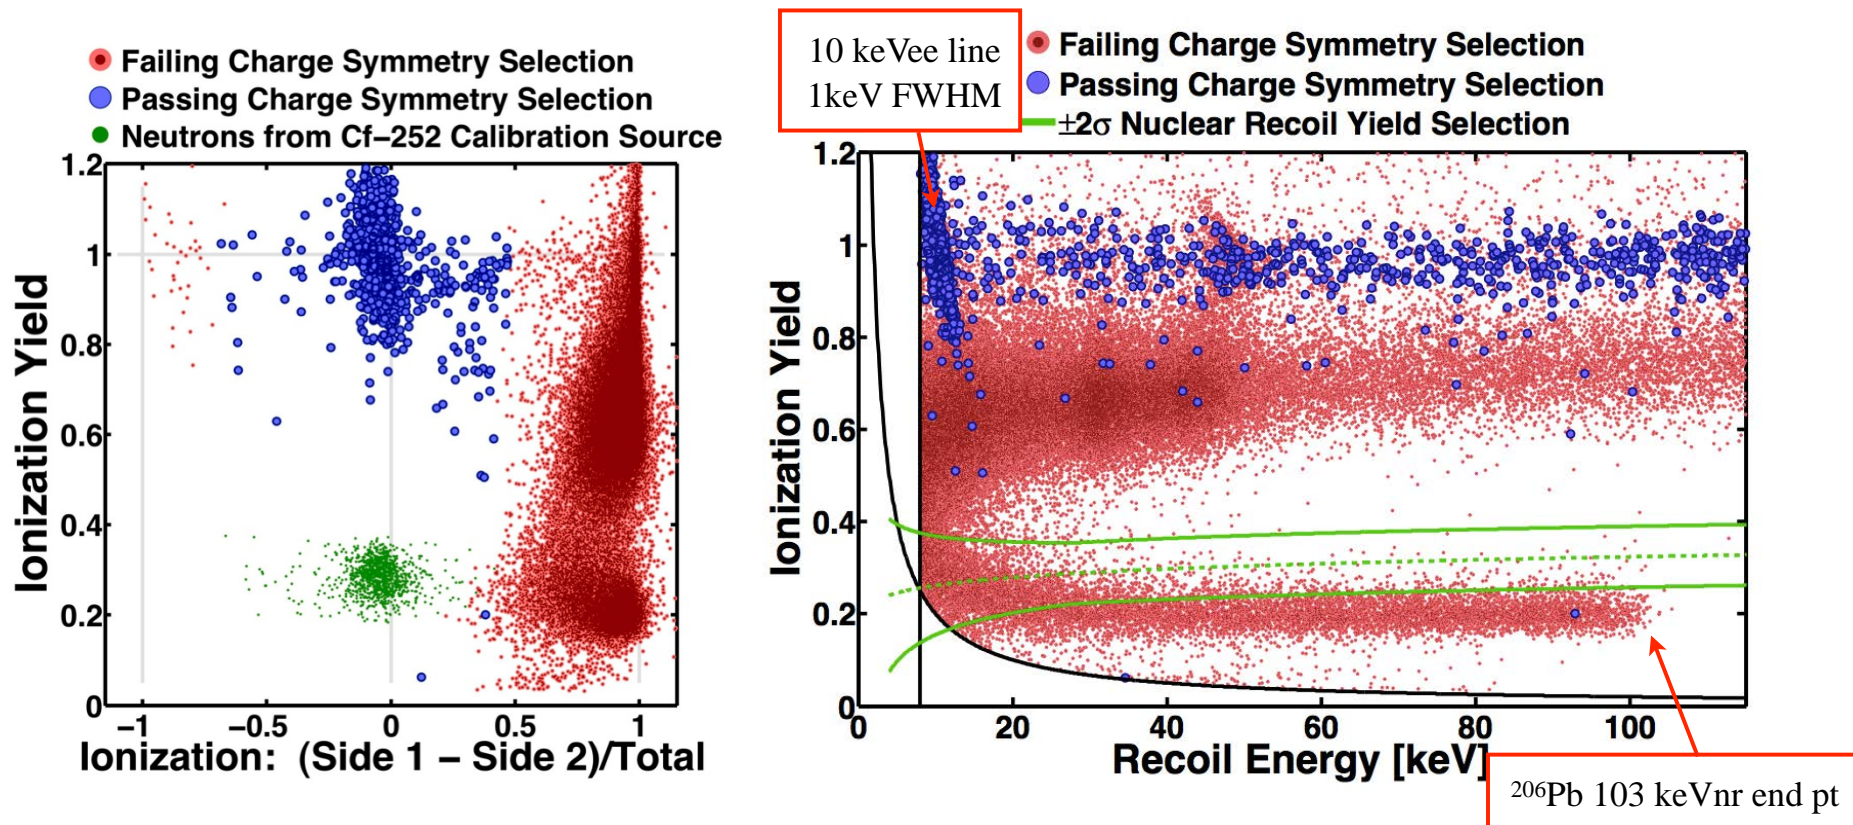 Failing Charge Symmetry Selection
Passing Charge Symmetry Selection
Neutrons from Cf−252 Calibration Source
1.2
1
0.8
0.6
0.4
0.2
0
−1
−0.5
0
0.5
1
Ionization Yield
Ionization: (Side 1 − Side 2)/Total
10 keVee line
1keV FWHM
Failing Charge Symmetry Selection
Passing Charge Symmetry Selection
±2σ Nuclear Recoil Yield Selection
1.2
1
0.8
0.6
0.4
0.2
0
0
20
40
60
80
100
Ionization Yield
Recoil Energy [keV]
²⁰⁶Pb 103 keVnr end pt